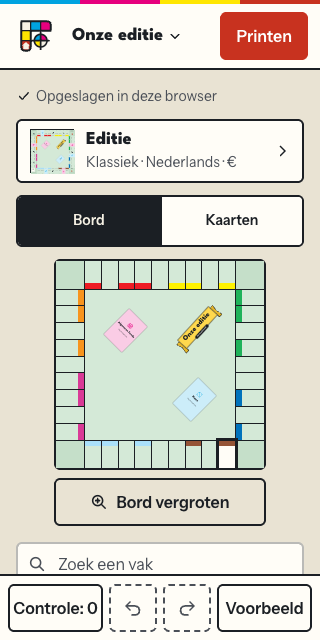 Onze editie
Printen
Opgeslagen in deze browser
Editie
Klassiek · Nederlands · €
Bord
Kaarten
Onze editie
Bord vergroten
Zoek een vak
Controle: 0
Voorbeeld